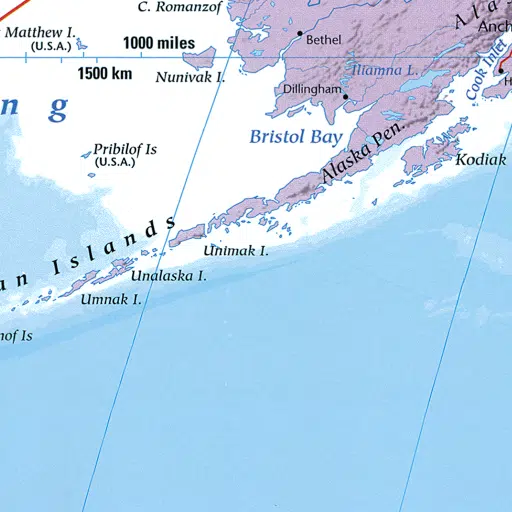 C. Romanzof
Matthew I.
(U.S.A.)
1000 miles
Bethel
A l a
Anch
1500 km
Nunivak I.
Iliamna L.
Dillingham
Cook Inlet
H
n g
Bristol Bay
Pribilof Is
(U.S.A.)
Alaska Pen.
Kodiak
an Islands
Unimak I.
Unalaska I.
Umnak I.
nof Is